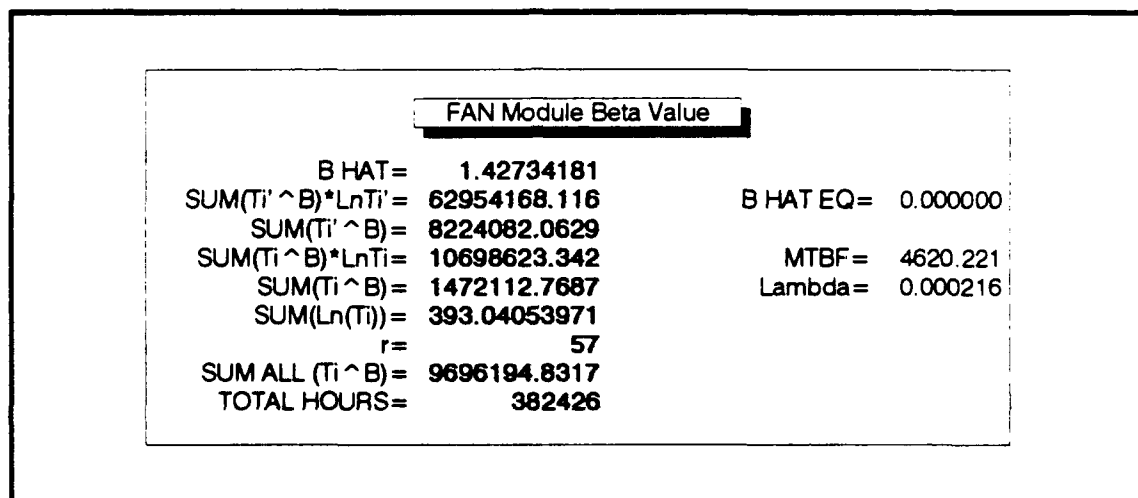 FAN Module Beta Value
B HAT= 1.42734181
SUM(Ti'^B)*LnTi'= 62954168.116 B HAT EQ= 0.000000
SUM(Ti'^B)= 8224082.0629
SUM(Ti^B)*LnTi= 10698623.342 MTBF= 4620.221
SUM(Ti^B)= 1472112.7687 Lambda= 0.000216
SUM(Ln(Ti))= 393.04053971
r= 57
SUM ALL (Ti^B)= 9696194.8317
TOTAL HOURS= 382426